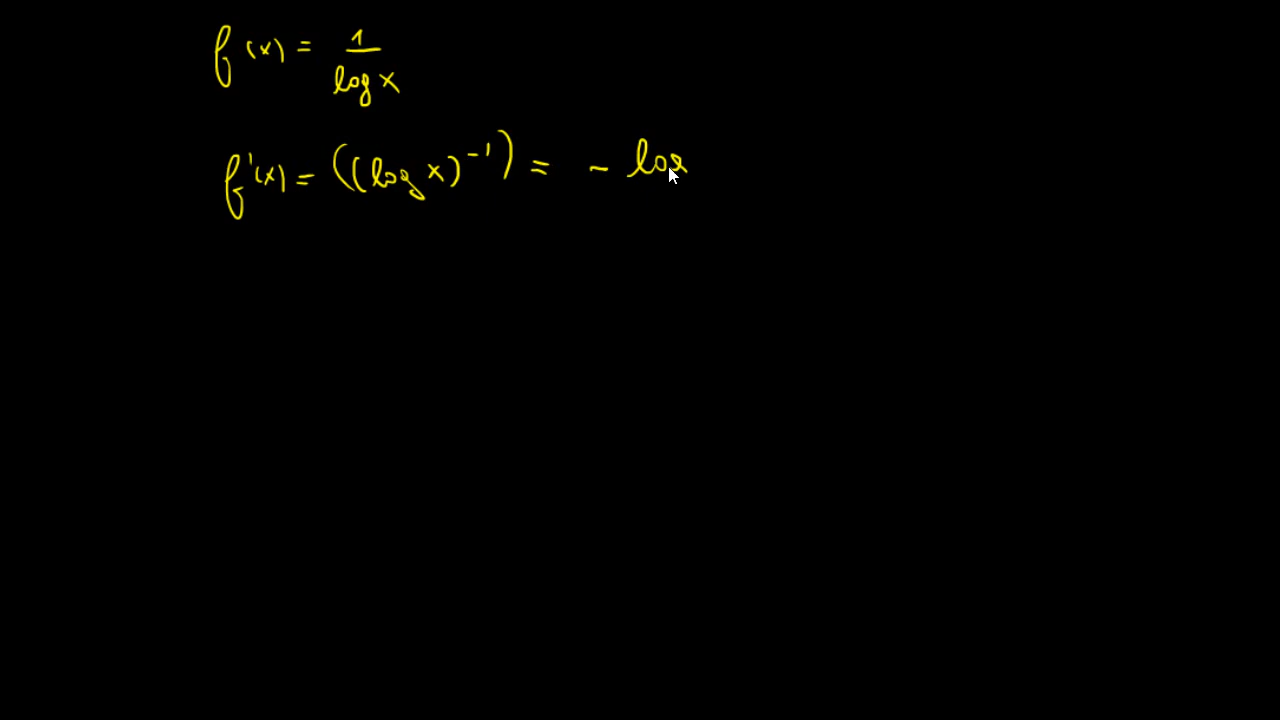 f(x) = 1/log x
f'(x) = ((log x)^-1) = - log